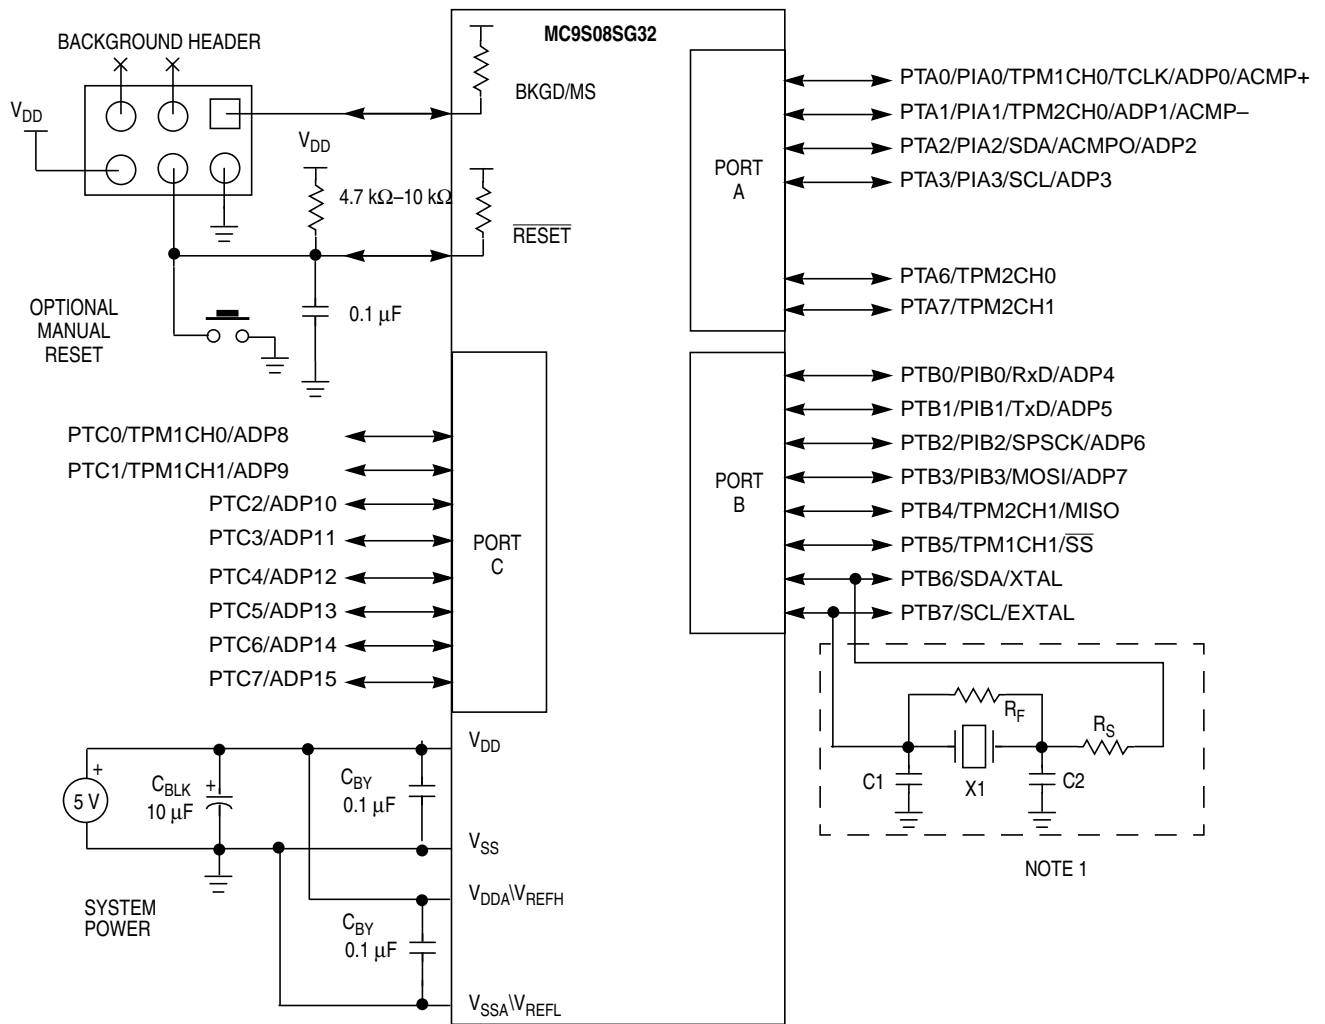 MC9S08SG32
BACKGROUND HEADER
V_DD
BKGD/MS
V_DD
4.7 kΩ–10 kΩ
R̅E̅S̅E̅T̅
OPTIONAL
MANUAL
RESET
0.1 μF
PORT
A
PTA0/PIA0/TPM1CH0/TCLK/ADP0/ACMP+
PTA1/PIA1/TPM2CH0/ADP1/ACMP–
PTA2/PIA2/SDA/ACMPO/ADP2
PTA3/PIA3/SCL/ADP3
PTA6/TPM2CH0
PTA7/TPM2CH1
PORT
B
PTB0/PIB0/RxD/ADP4
PTB1/PIB1/TxD/ADP5
PTB2/PIB2/SPSCK/ADP6
PTB3/PIB3/MOSI/ADP7
PTB4/TPM2CH1/MISO
PTB5/TPM1CH1/S̅S̅
PTB6/SDA/XTAL
PTB7/SCL/EXTAL
PTC0/TPM1CH0/ADP8
PTC1/TPM1CH1/ADP9
PTC2/ADP10
PTC3/ADP11
PTC4/ADP12
PTC5/ADP13
PTC6/ADP14
PTC7/ADP15
PORT
C
R_F
R_S
C1
X1
C2
NOTE 1
V_DD
+
5 V
C_BLK
+
10 μF
C_BY
0.1 μF
V_SS
SYSTEM
POWER
V_DDA\V_REFH
C_BY
0.1 μF
V_SSA\V_REFL